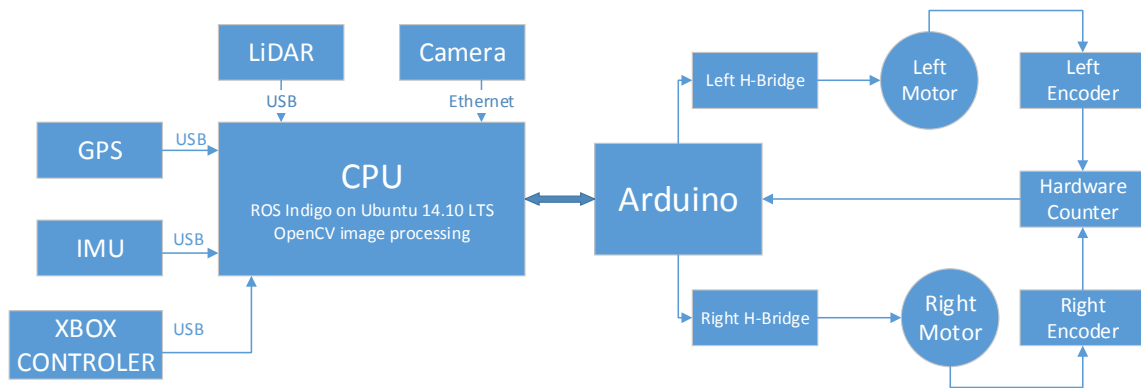 LiDAR
Camera
USB
Ethernet
GPS
USB
CPU
ROS Indigo on Ubuntu 14.10 LTS
OpenCV image processing
IMU
USB
XBOX
CONTROLER
USB
Arduino
Left H-Bridge
Left
Motor
Left
Encoder
Hardware
Counter
Right H-Bridge
Right
Motor
Right
Encoder